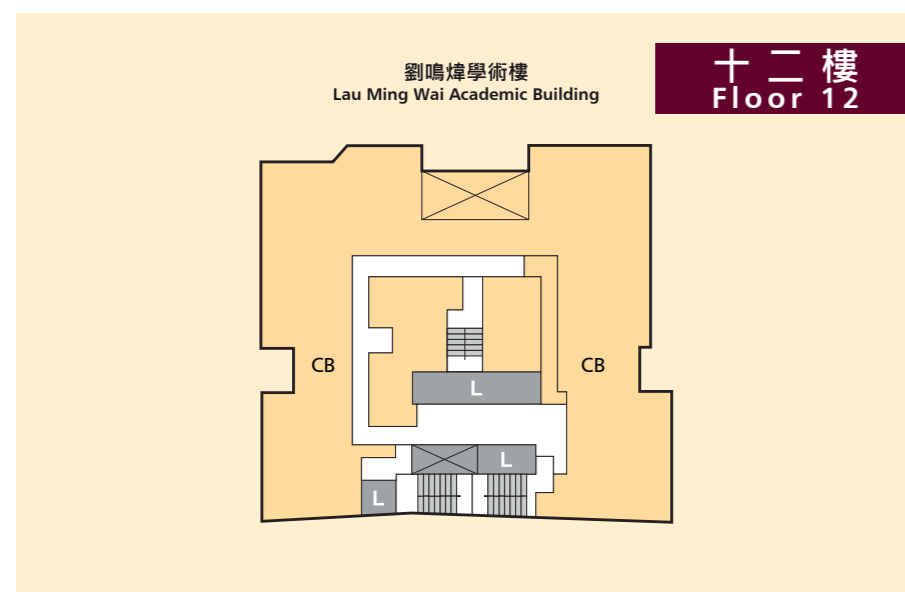 十二樓
Floor 12
劉鳴煒學術樓
Lau Ming Wai Academic Building
CB
CB
L
L
L